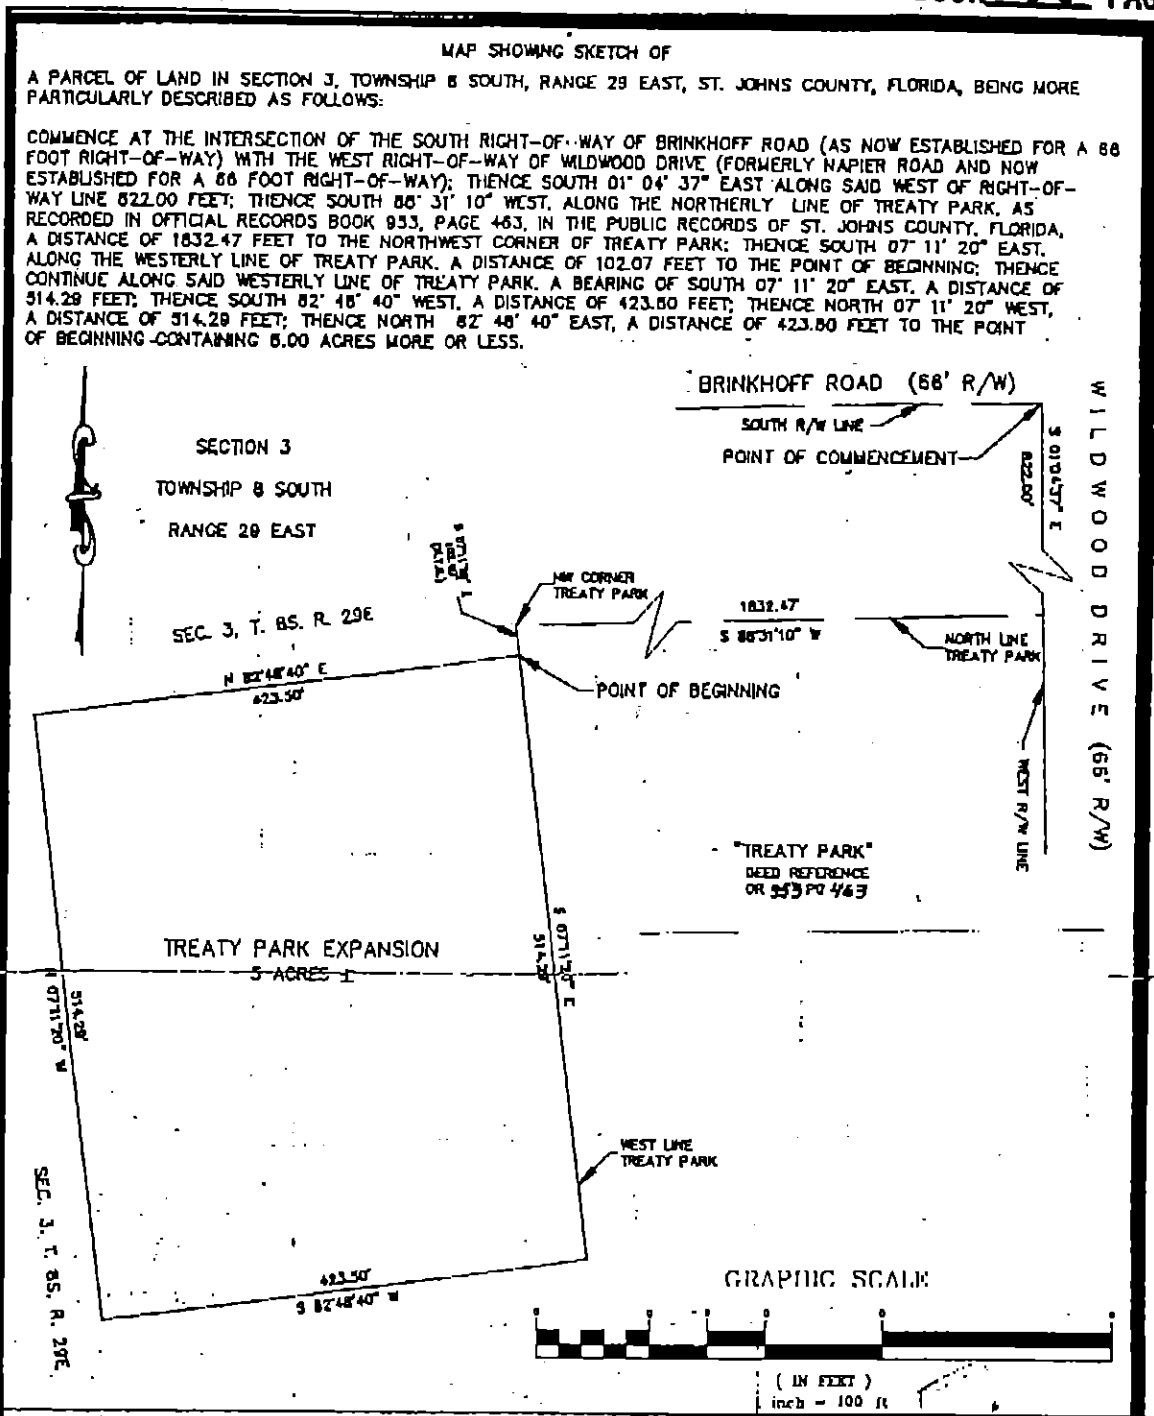 MAP SHOWING SKETCH OF
A PARCEL OF LAND IN SECTION 3, TOWNSHIP 8 SOUTH, RANGE 29 EAST, ST. JOHNS COUNTY, FLORIDA, BEING MORE
PARTICULARLY DESCRIBED AS FOLLOWS:
COMMENCE AT THE INTERSECTION OF THE SOUTH RIGHT-OF-WAY OF BRINKHOFF ROAD (AS NOW ESTABLISHED FOR A 66
FOOT RIGHT-OF-WAY) WITH THE WEST RIGHT-OF-WAY OF WILDWOOD DRIVE (FORMERLY NAPIER ROAD AND NOW
ESTABLISHED FOR A 66 FOOT RIGHT-OF-WAY); THENCE SOUTH 01° 04' 37" EAST ALONG SAID WEST OF RIGHT-OF-
WAY LINE 822.00 FEET; THENCE SOUTH 88° 31' 10" WEST, ALONG THE NORTHERLY LINE OF TREATY PARK, AS
RECORDED IN OFFICIAL RECORDS BOOK 953, PAGE 463, IN THE PUBLIC RECORDS OF ST. JOHNS COUNTY, FLORIDA,
A DISTANCE OF 1832.47 FEET TO THE NORTHWEST CORNER OF TREATY PARK; THENCE SOUTH 07° 11' 20" EAST,
ALONG THE WESTERLY LINE OF TREATY PARK, A DISTANCE OF 102.07 FEET TO THE POINT OF BEGINNING; THENCE
CONTINUE ALONG SAID WESTERLY LINE OF TREATY PARK, A BEARING OF SOUTH 07° 11' 20" EAST, A DISTANCE OF
514.29 FEET; THENCE SOUTH 82° 48' 40" WEST, A DISTANCE OF 423.50 FEET; THENCE NORTH 07° 11' 20" WEST,
A DISTANCE OF 514.29 FEET; THENCE NORTH 82° 48' 40" EAST, A DISTANCE OF 423.50 FEET TO THE POINT
OF BEGINNING CONTAINING 5.00 ACRES MORE OR LESS.
BRINKHOFF ROAD (66' R/W)
SOUTH R/W LINE
POINT OF COMMENCEMENT
S 01°04'37" E
822.00'
WILDWOOD DRIVE (66' R/W)
SECTION 3
TOWNSHIP 8 SOUTH
RANGE 29 EAST
NW CORNER
TREATY PARK
1832.47'
S 88°31'10" W
NORTH LINE
TREATY PARK
SEC. 3, T. 8S. R. 29E
N 82°48'40" E
423.50'
POINT OF BEGINNING
WEST R/W LINE
"TREATY PARK"
DEED REFERENCE
OR 953 PG 463
TREATY PARK EXPANSION
5 ACRES ±
S 07°11'20" E
514.29'
514.29'
N 07°11'20" W
WEST LINE
TREATY PARK
SEC. 3, T. 8S. R. 29E
423.50'
S 82°48'40" W
GRAPHIC SCALE
( IN FEET )
inch = 100 ft